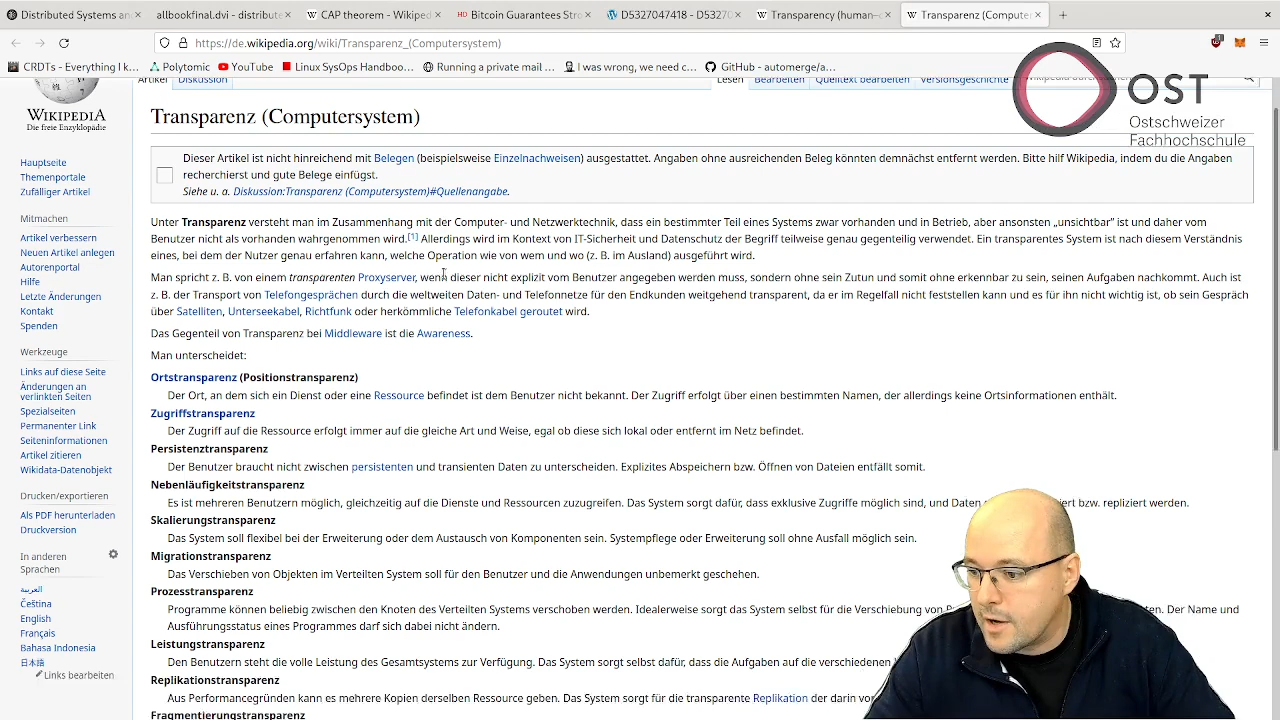 Distributed Systems an
allbookfinal.dvi - distribute
CAP theorem - Wikiped
Bitcoin Guarantees Stro
D5327047418 - D53270
Transparency (human–c
Transparenz (Compute
https://de.wikipedia.org/wiki/Transparenz_(Computersystem)
1
CRDTs - Everything I k…
Polytomic
YouTube
Linux SysOps Handboo…
Running a private mail …
I was wrong, we need c…
GitHub - automerge/a…
Artikel
Diskussion
Lesen
Bearbeiten
Quelltext bearbeiten
Versionsgeschichte
OST
Ostschweizer
Fachhochschule
WIKIPEDIA
Die freie Enzyklopädie
Hauptseite
Themenportale
Zufälliger Artikel
Mitmachen
Artikel verbessern
Neuen Artikel anlegen
Autorenportal
Hilfe
Letzte Änderungen
Kontakt
Spenden
Werkzeuge
Links auf diese Seite
Änderungen an
verlinkten Seiten
Spezialseiten
Permanenter Link
Seiteninformationen
Artikel zitieren
Wikidata-Datenobjekt
Drucken/exportieren
Als PDF herunterladen
Druckversion
In anderen
Sprachen
العربية
Čeština
English
Français
Bahasa Indonesia
日本語
Links bearbeiten
Transparenz (Computersystem)
Dieser Artikel ist nicht hinreichend mit Belegen (beispielsweise Einzelnachweisen) ausgestattet. Angaben ohne ausreichenden Beleg könnten demnächst entfernt werden. Bitte hilf Wikipedia, indem du die Angaben
recherchierst und gute Belege einfügst.
Siehe u. a. Diskussion:Transparenz (Computersystem)#Quellenangabe.
Unter Transparenz versteht man im Zusammenhang mit der Computer- und Netzwerktechnik, dass ein bestimmter Teil eines Systems zwar vorhanden und in Betrieb, aber ansonsten „unsichtbar“ ist und daher vom
Benutzer nicht als vorhanden wahrgenommen wird.[1] Allerdings wird im Kontext von IT-Sicherheit und Datenschutz der Begriff teilweise genau gegenteilig verwendet. Ein transparentes System ist nach diesem Verständnis
eines, bei dem der Nutzer genau erfahren kann, welche Operation wie von wem und wo (z. B. im Ausland) ausgeführt wird.
Man spricht z. B. von einem transparenten Proxyserver, wenn dieser nicht explizit vom Benutzer angegeben werden muss, sondern ohne sein Zutun und somit ohne erkennbar zu sein, seinen Aufgaben nachkommt. Auch ist
z. B. der Transport von Telefongesprächen durch die weltweiten Daten- und Telefonnetze für den Endkunden weitgehend transparent, da er im Regelfall nicht feststellen kann und es für ihn nicht wichtig ist, ob sein Gespräch
über Satelliten, Unterseekabel, Richtfunk oder herkömmliche Telefonkabel geroutet wird.
Das Gegenteil von Transparenz bei Middleware ist die Awareness.
Man unterscheidet:
Ortstransparenz (Positionstransparenz)
Der Ort, an dem sich ein Dienst oder eine Ressource befindet ist dem Benutzer nicht bekannt. Der Zugriff erfolgt über einen bestimmten Namen, der allerdings keine Ortsinformationen enthält.
Zugriffstransparenz
Der Zugriff auf die Ressource erfolgt immer auf die gleiche Art und Weise, egal ob diese sich lokal oder entfernt im Netz befindet.
Persistenztransparenz
Der Benutzer braucht nicht zwischen persistenten und transienten Daten zu unterscheiden. Explizites Abspeichern bzw. Öffnen von Dateien entfällt somit.
Nebenläufigkeitstransparenz
Es ist mehreren Benutzern möglich, gleichzeitig auf die Dienste und Ressourcen zuzugreifen. Das System sorgt dafür, dass exklusive Zugriffe möglich sind, und Daten bzw. repliziert werden.
Skalierungstransparenz
Das System soll flexibel bei der Erweiterung oder dem Austausch von Komponenten sein. Systempflege oder Erweiterung soll ohne Ausfall möglich sein.
Migrationstransparenz
Das Verschieben von Objekten im Verteilten System soll für den Benutzer und die Anwendungen unbemerkt geschehen.
Prozesstransparenz
Programme können beliebig zwischen den Knoten des Verteilten Systems verschoben werden. Idealerweise sorgt das System selbst für die Verschiebung von Der Name und
Ausführungsstatus eines Programmes darf sich dabei nicht ändern.
Leistungstransparenz
Den Benutzern steht die volle Leistung des Gesamtsystems zur Verfügung. Das System sorgt selbst dafür, dass die Aufgaben auf die verschiedenen
Replikationstransparenz
Aus Performancegründen kann es mehrere Kopien derselben Ressource geben. Das System sorgt für die transparente Replikation der darin
Fragmentierungstransparenz